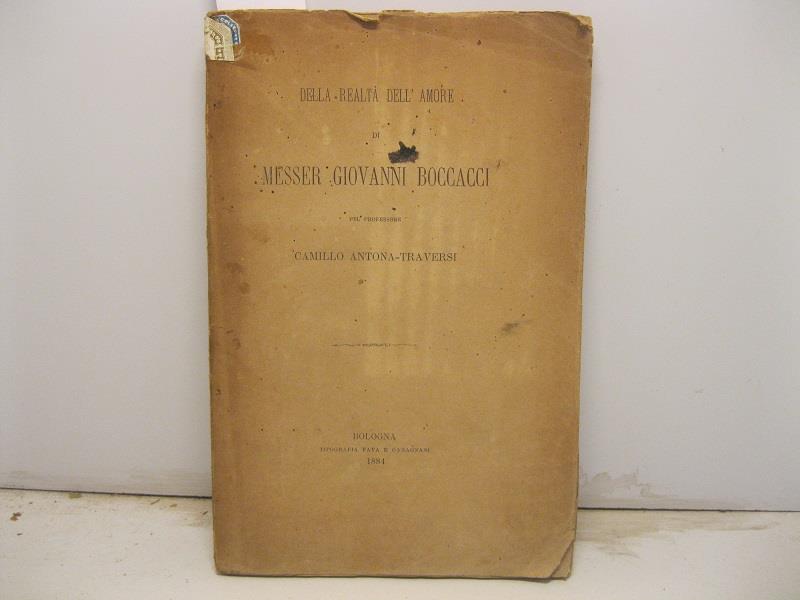 DELLA REALTÀ DELL' AMORE
DI
MESSER GIOVANNI BOCCACCI
PEL PROFESSORE
CAMILLO ANTONA-TRAVERSI
BOLOGNA
TIPOGRAFIA FAVA E GARAGNANI
1884